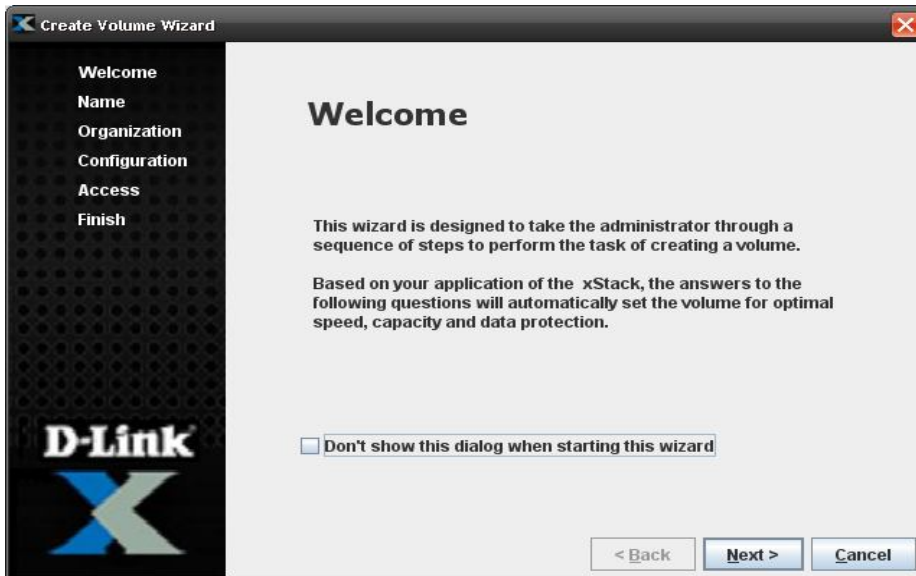 Create Volume Wizard
Welcome
Name
Organization
Configuration
Access
Finish
D-Link
Welcome
This wizard is designed to take the administrator through a
sequence of steps to perform the task of creating a volume.
Based on your application of the xStack, the answers to the
following questions will automatically set the volume for optimal
speed, capacity and data protection.
Don't show this dialog when starting this wizard
< Back
Next >
Cancel